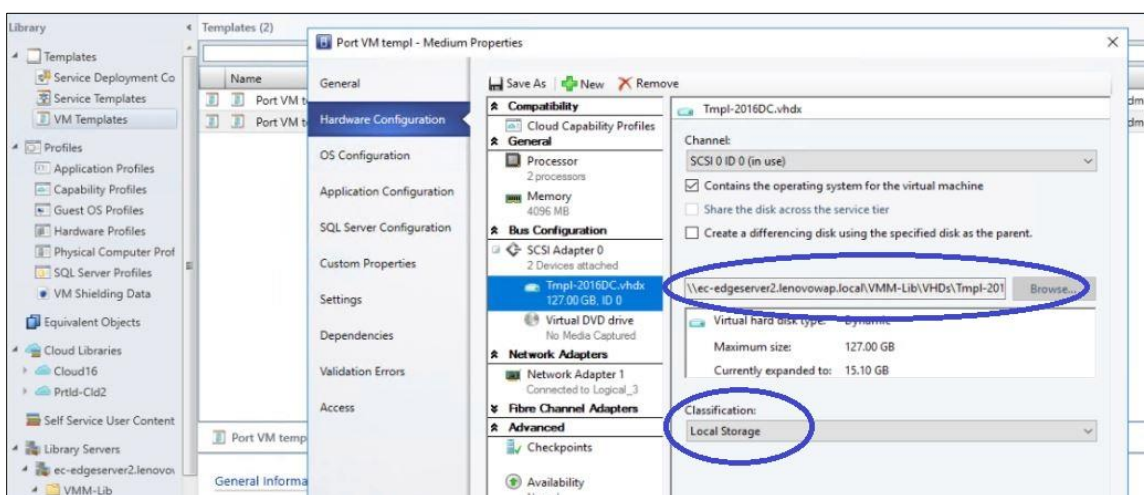 Library
Templates
Service Deployment Co
Service Templates
VM Templates
Profiles
Application Profiles
Capability Profiles
Guest OS Profiles
Hardware Profiles
Physical Computer Prof
SQL Server Profiles
VM Shielding Data
Equivalent Objects
Cloud Libraries
Cloud16
Prtld-Cld2
Self Service User Content
Library Servers
ec-edgeserver2.lenovo
VMM-Lib
Templates (2)
Name
Port VM t
Port VM t
Port VM temp
General Informa
Port VM templ - Medium Properties
General
Hardware Configuration
OS Configuration
Application Configuration
SQL Server Configuration
Custom Properties
Settings
Dependencies
Validation Errors
Access
Save As New Remove
Compatibility
Cloud Capability Profiles
General
Processor
2 processors
Memory
4096 MB
Bus Configuration
SCSI Adapter 0
2 Devices attached
Tmpl-2016DC.vhdx
127.00 GB, ID 0
Virtual DVD drive
No Media Captured
Network Adapters
Network Adapter 1
Connected to Logical_3
Fibre Channel Adapters
Advanced
Checkpoints
Availability
Tmpl-2016DC.vhdx
Channel:
SCSI 0 ID 0 (in use)
Contains the operating system for the virtual machine
Share the disk across the service tier
Create a differencing disk using the specified disk as the parent.
\\ec-edgeserver2.lenovowap.local\VMM-Lib\VHDs\Tmpl-201 Browse...
Virtual hard disk type: Dynamic
Maximum size: 127.00 GB
Currently expanded to: 15.10 GB
Classification:
Local Storage
dm
dm